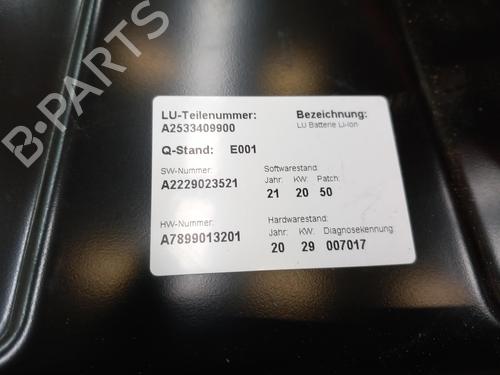 B-PARTS
LU-Teilenummer: Bezeichnung:
A2533409900 LU Batterie Li-Ion
Q-Stand: E001
SW-Nummer: Softwarestand:
A2229023521 Jahr: KW: Patch:
21 20 50
HW-Nummer: Hardwarestand:
A7899013201 Jahr: KW: Diagnosekennung:
20 29 007017